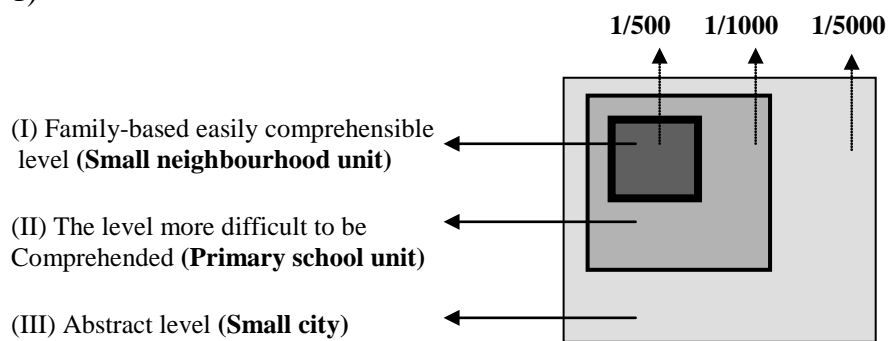 1/500 1/1000 1/5000
(I) Family-based easily comprehensible
level (Small neighbourhood unit)
(II) The level more difficult to be
Comprehended (Primary school unit)
(III) Abstract level (Small city)